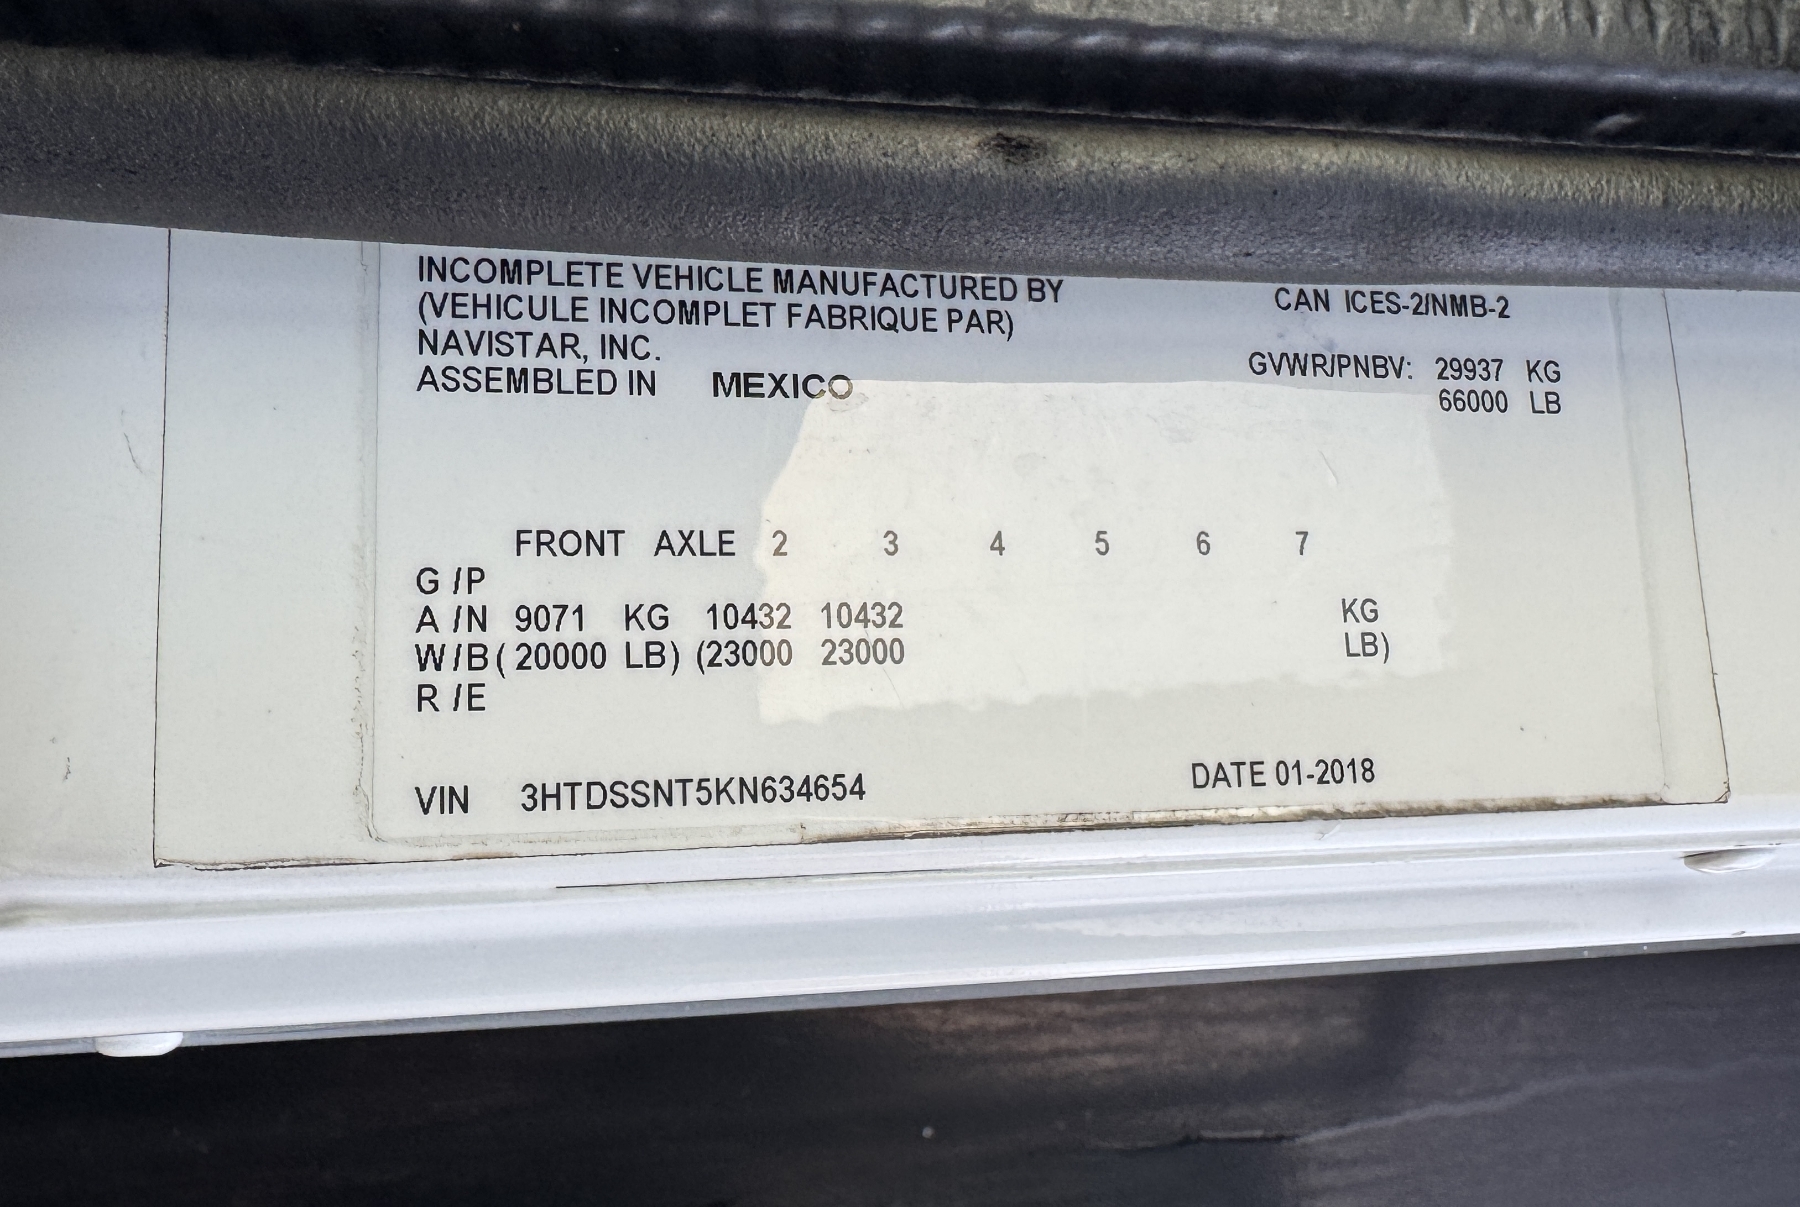 INCOMPLETE VEHICLE MANUFACTURED BY
(VEHICULE INCOMPLET FABRIQUE PAR)
NAVISTAR, INC.
ASSEMBLED IN MEXICO
CAN ICES-2/NMB-2
GVWR/PNBV: 29937 KG
66000 LB
FRONT AXLE 2 3 4 5 6 7
G /P
A /N 9071 KG 10432 10432 KG
W/B ( 20000 LB) (23000 23000 LB)
R /E
VIN 3HTDSSNT5KN634654
DATE 01-2018